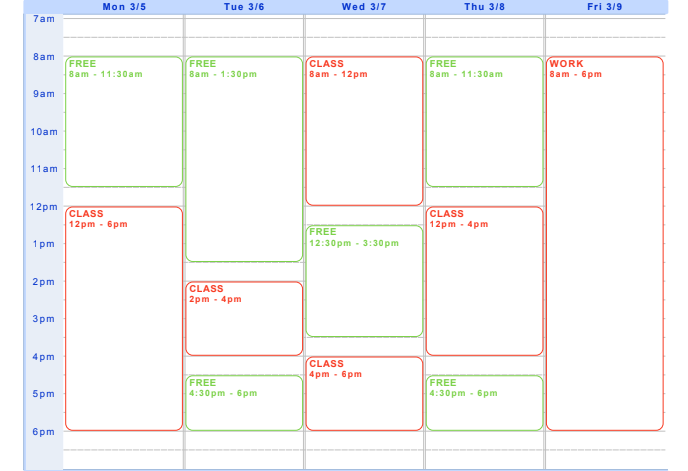 Mon 3/5
Tue 3/6
Wed 3/7
Thu 3/8
Fri 3/9
7am
8am
9am
10am
11am
12pm
1pm
2pm
3pm
4pm
5pm
6pm
FREE
8am - 11:30am
CLASS
12pm - 6pm
FREE
8am - 1:30pm
CLASS
2pm - 4pm
FREE
4:30pm - 6pm
CLASS
8am - 12pm
FREE
12:30pm - 3:30pm
CLASS
4pm - 6pm
FREE
8am - 11:30am
CLASS
12pm - 4pm
FREE
4:30pm - 6pm
WORK
8am - 6pm